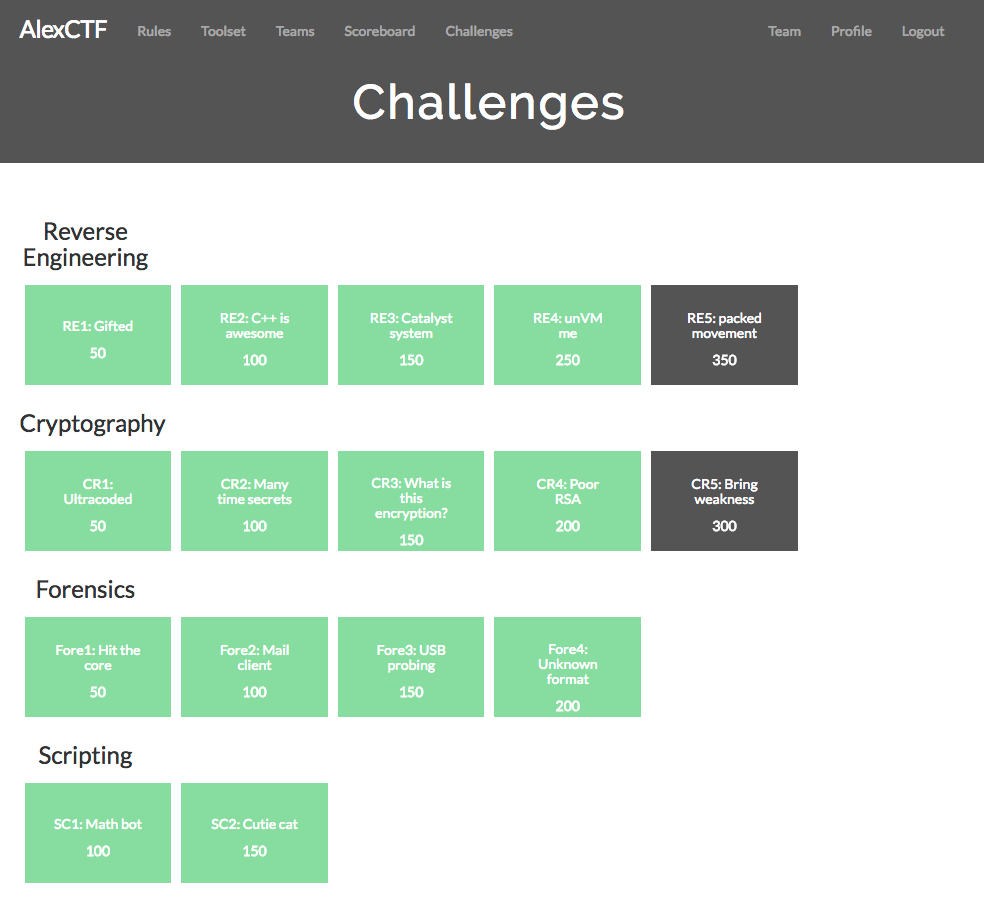 AlexCTF Rules Toolset Teams Scoreboard Challenges Team Profile Logout
Challenges
Reverse
Engineering
RE1: Gifted
50
RE2: C++ is
awesome
100
RE3: Catalyst
system
150
RE4: unVM
me
250
RE5: packed
movement
350
Cryptography
CR1:
Ultracoded
50
CR2: Many
time secrets
100
CR3: What is
this
encryption?
150
CR4: Poor
RSA
200
CR5: Bring
weakness
300
Forensics
Fore1: Hit the
core
50
Fore2: Mail
client
100
Fore3: USB
probing
150
Fore4:
Unknown
format
200
Scripting
SC1: Math bot
100
SC2: Cutie cat
150